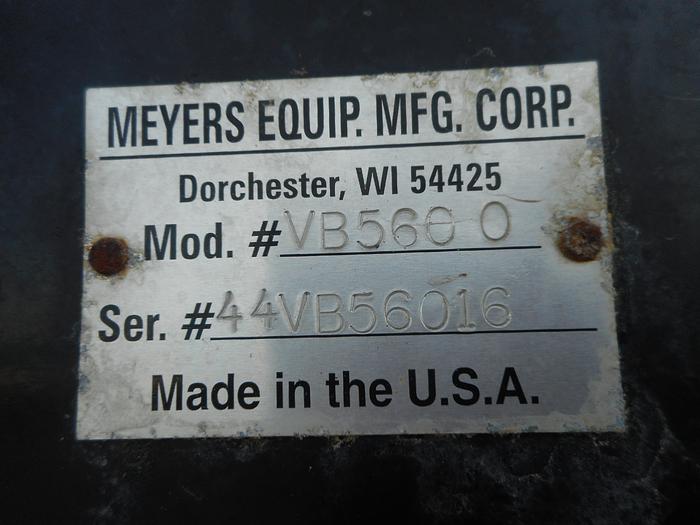 MEYERS EQUIP. MFG. CORP.
Dorchester, WI 54425
Mod. # VB560 0
Ser. # 44VB56016
Made in the U.S.A.